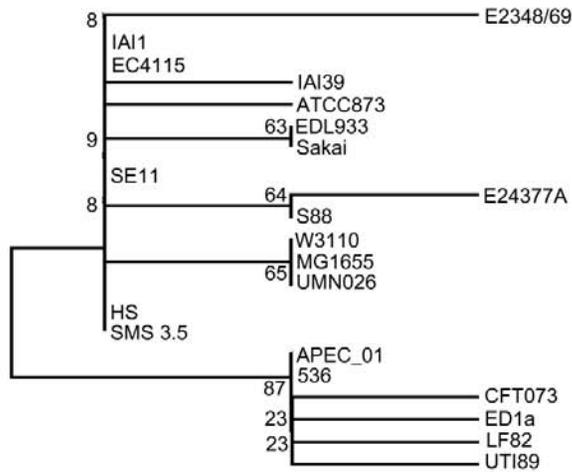 8 E2348/69
IAI1
EC4115
IAI39
ATCC873
63 EDL933
9 Sakai
SE11
64 E24377A
8 S88
W3110
MG1655
65 UMN026
HS
SMS 3.5
APEC_01
536
87 CFT073
23 ED1a
23 LF82
UTI89